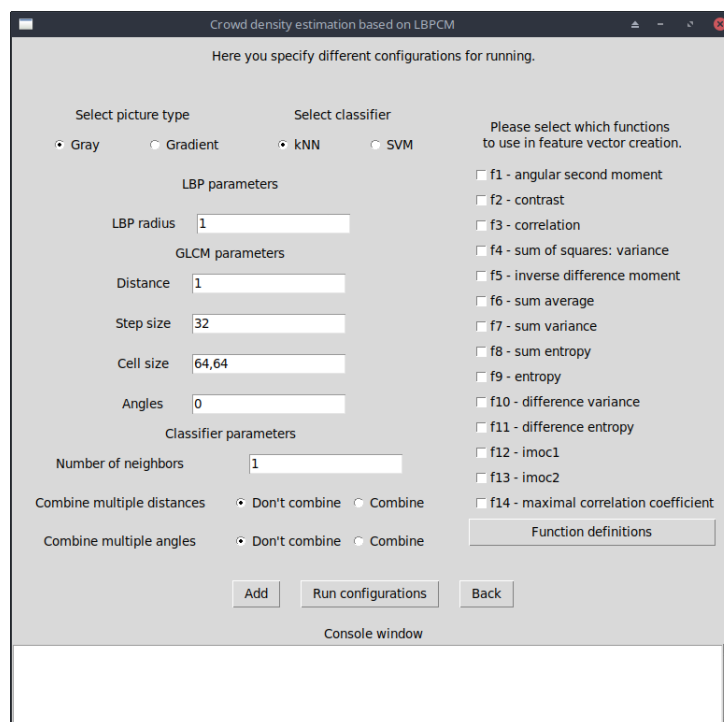 Crowd density estimation based on LBPCM
Here you specify different configurations for running.
Select picture type
Select classifier
Gray
Gradient
kNN
SVM
LBP parameters
LBP radius
1
GLCM parameters
Distance
1
Step size
32
Cell size
64,64
Angles
0
Classifier parameters
Number of neighbors
1
Combine multiple distances
Don't combine
Combine
Combine multiple angles
Don't combine
Combine
Please select which functions
to use in feature vector creation.
f1 - angular second moment
f2 - contrast
f3 - correlation
f4 - sum of squares: variance
f5 - inverse difference moment
f6 - sum average
f7 - sum variance
f8 - sum entropy
f9 - entropy
f10 - difference variance
f11 - difference entropy
f12 - imoc1
f13 - imoc2
f14 - maximal correlation coefficient
Function definitions
Add
Run configurations
Back
Console window